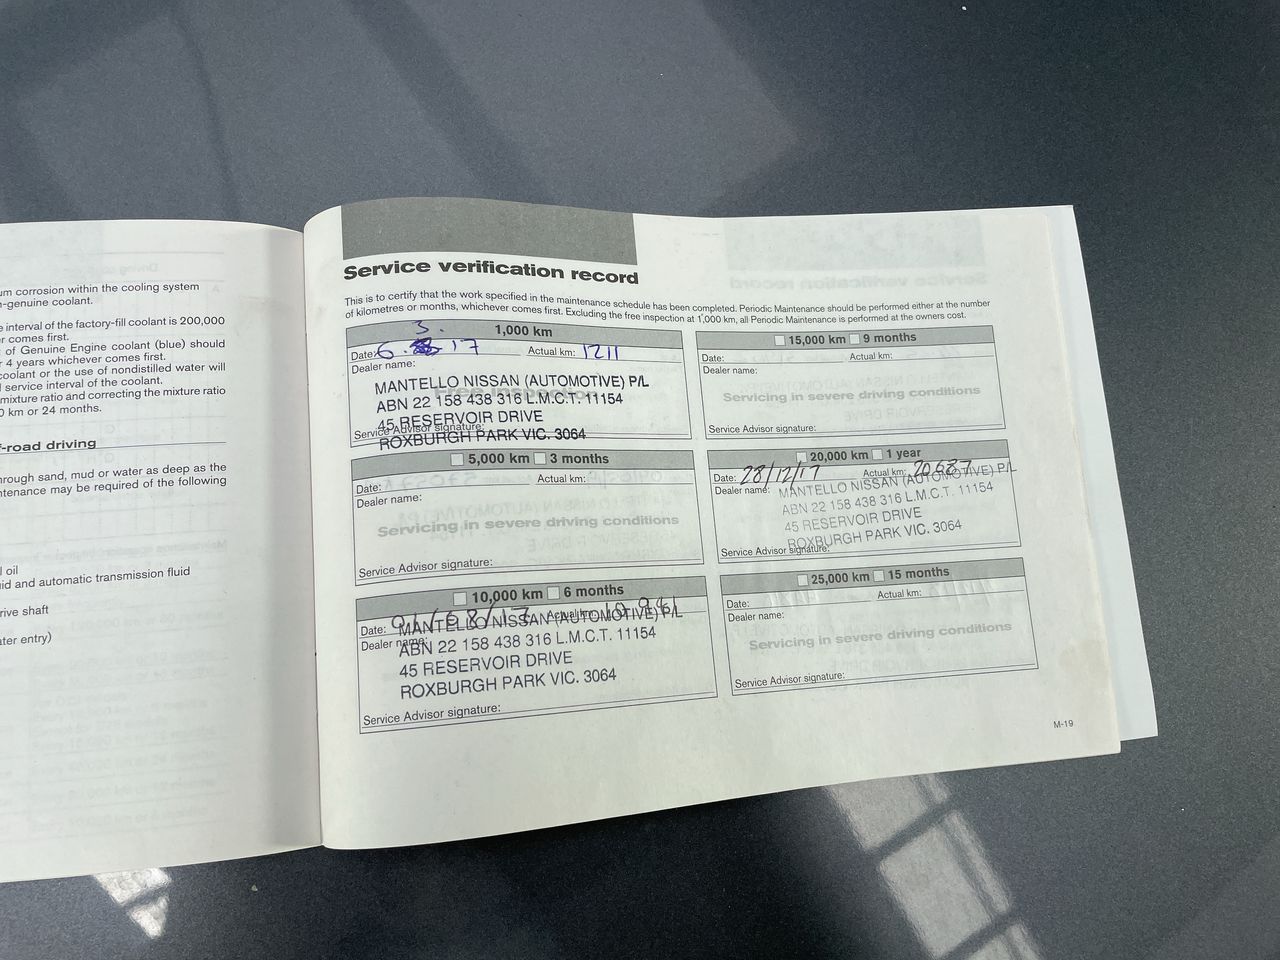 um corrosion within the cooling system
n-genuine coolant.
e interval of the factory-fill coolant is 200,000
r comes first.
of Genuine Engine coolant (blue) should
r 4 years whichever comes first.
coolant or the use of nondistilled water will
service interval of the coolant.
mixture ratio and correcting the mixture ratio
0 km or 24 months.
f-road driving
hrough sand, mud or water as deep as the
ntenance may be required of the following
l oil
uid and automatic transmission fluid
rive shaft
ater entry)
Service verification record
This is to certify that the work specified in the maintenance schedule has been completed. Periodic Maintenance should be performed either at the number
of kilometres or months, whichever comes first. Excluding the free inspection at 1,000 km, all Periodic Maintenance is performed at the owners cost.
1,000 km
3.
Date: 6. 17 Actual km: 1211
Dealer name:
Free inspection
MANTELLO NISSAN (AUTOMOTIVE) P/L
ABN 22 158 438 316 L.M.C.T. 11154
45 RESERVOIR DRIVE
Service Advisor signature:
ROXBURGH PARK VIC. 3064
5,000 km 3 months
Date: Actual km:
Dealer name:
Servicing in severe driving conditions
Service Advisor signature:
10,000 km 6 months
Date: 01/08/17 Actual km:
Dealer name:
MANTELLO NISSAN (AUTOMOTIVE) P/L
ABN 22 158 438 316 L.M.C.T. 11154
45 RESERVOIR DRIVE
ROXBURGH PARK VIC. 3064
Service Advisor signature:
15,000 km 9 months
Date: Actual km:
Dealer name:
Servicing in severe driving conditions
Service Advisor signature:
20,000 km 1 year
Date: 28/12/17 Actual km: 20687
Dealer name:
MANTELLO NISSAN (AUTOMOTIVE) P/L
ABN 22 158 438 316 L.M.C.T. 11154
45 RESERVOIR DRIVE
ROXBURGH PARK VIC. 3064
Service Advisor signature:
25,000 km 15 months
Date: Actual km:
Dealer name:
Servicing in severe driving conditions
Service Advisor signature:
M-19